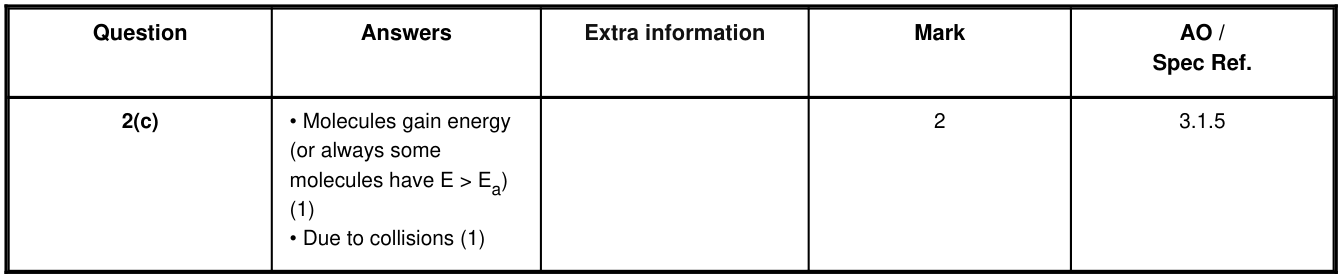 Question Answers Extra information Mark AO /
Spec Ref.
2(c) • Molecules gain energy 2 3.1.5
(or always some
molecules have E > Ea)
(1)
• Due to collisions (1)